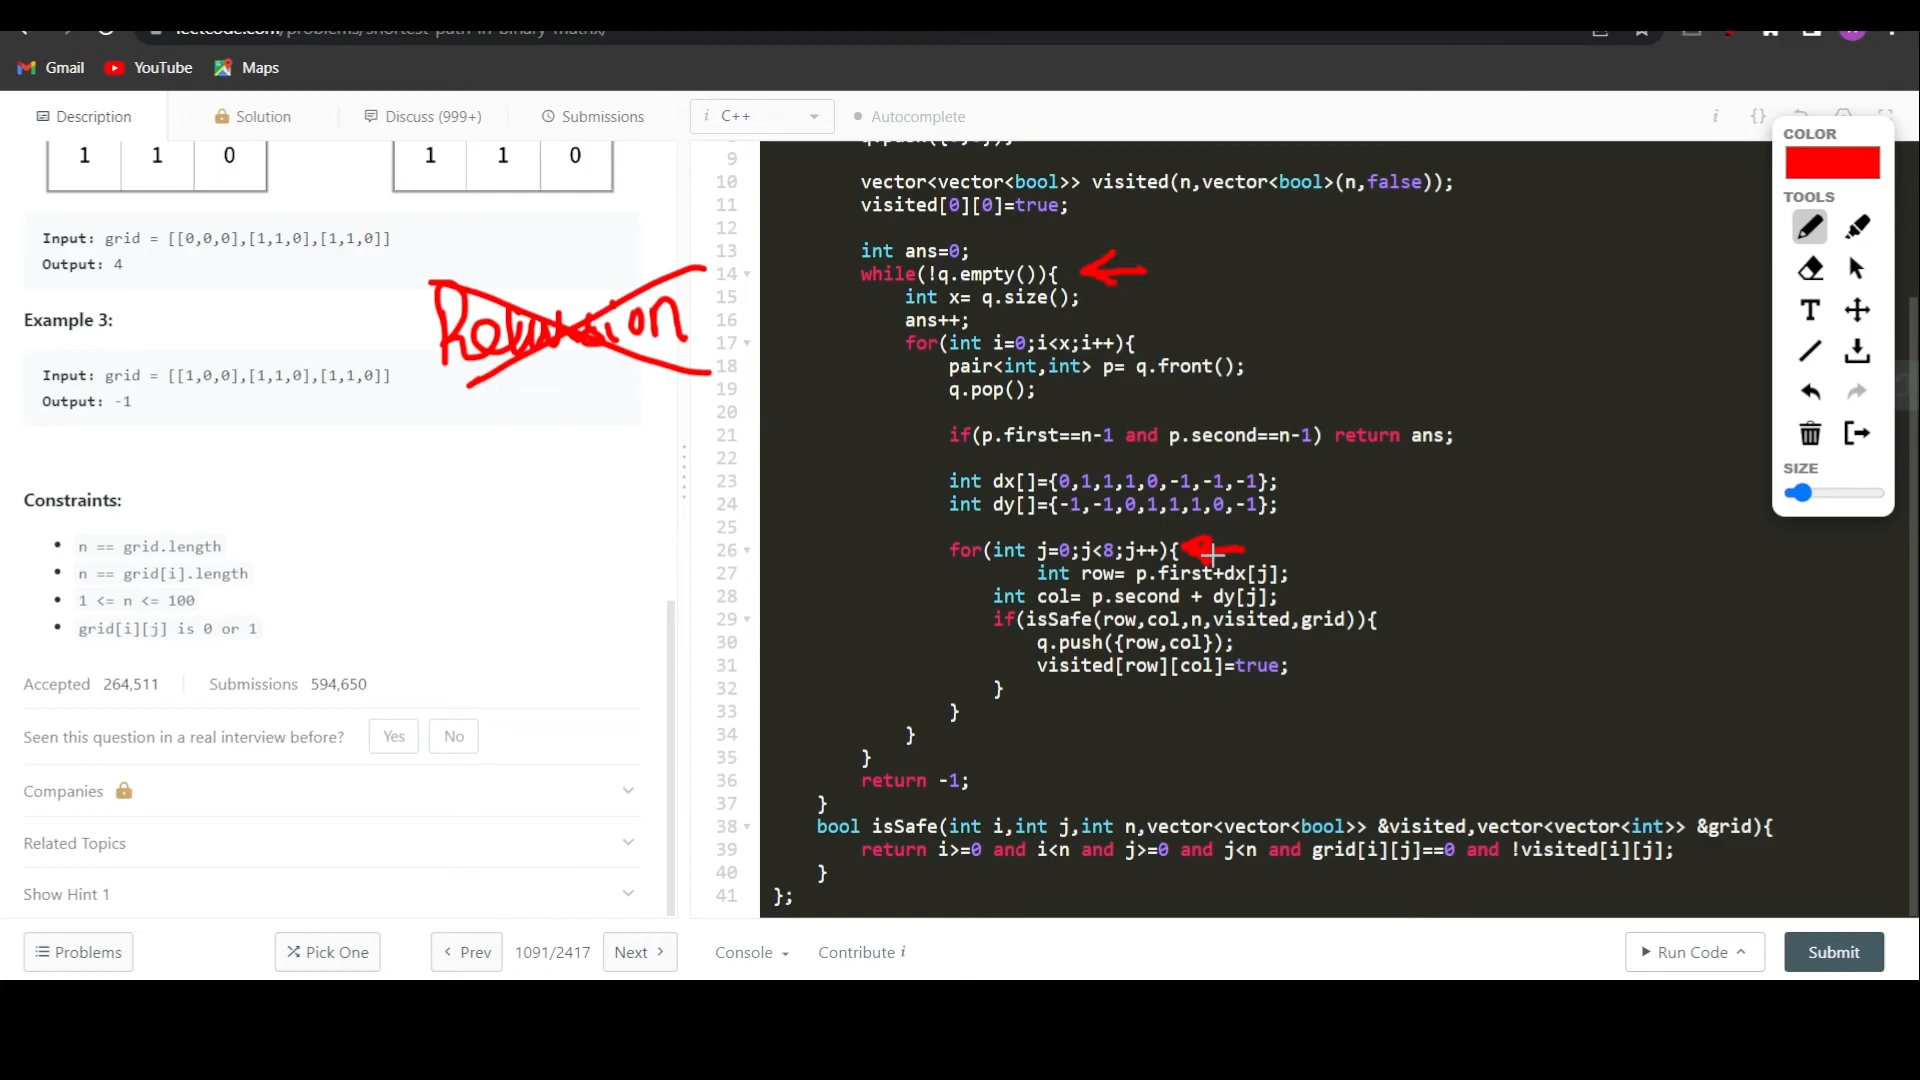 leetcode.com/problems/shortest-path-in-binary-matrix/
Gmail YouTube Maps
Description Solution Discuss (999+) Submissions
i C++ Autocomplete i {}
1 1 0 1 1 0
Input: grid = [[0,0,0],[1,1,0],[1,1,0]]
Output: 4
Example 3:
Input: grid = [[1,0,0],[1,1,0],[1,1,0]]
Output: -1
Recursion
Constraints:
n == grid.length
n == grid[i].length
1 <= n <= 100
grid[i][j] is 0 or 1
Accepted 264,511 Submissions 594,650
Seen this question in a real interview before? Yes No
Companies
Related Topics
Show Hint 1
9
10 vector<vector<bool>> visited(n,vector<bool>(n,false));
11 visited[0][0]=true;
12
13 int ans=0;
14 while(!q.empty()){
15 int x= q.size();
16 ans++;
17 for(int i=0;i<x;i++){
18 pair<int,int> p= q.front();
19 q.pop();
20
21 if(p.first==n-1 and p.second==n-1) return ans;
22
23 int dx[]={0,1,1,1,0,-1,-1,-1};
24 int dy[]={-1,-1,0,1,1,1,0,-1};
25
26 for(int j=0;j<8;j++){
27 int row= p.first+dx[j];
28 int col= p.second + dy[j];
29 if(isSafe(row,col,n,visited,grid)){
30 q.push({row,col});
31 visited[row][col]=true;
32 }
33 }
34 }
35 }
36 return -1;
37 }
38 bool isSafe(int i,int j,int n,vector<vector<bool>> &visited,vector<vector<int>> &grid){
39 return i>=0 and i<n and j>=0 and j<n and grid[i][j]==0 and !visited[i][j];
40 }
41 };
COLOR
TOOLS
T
SIZE
Problems Pick One < Prev 1091/2417 Next > Console Contribute i Run Code Submit